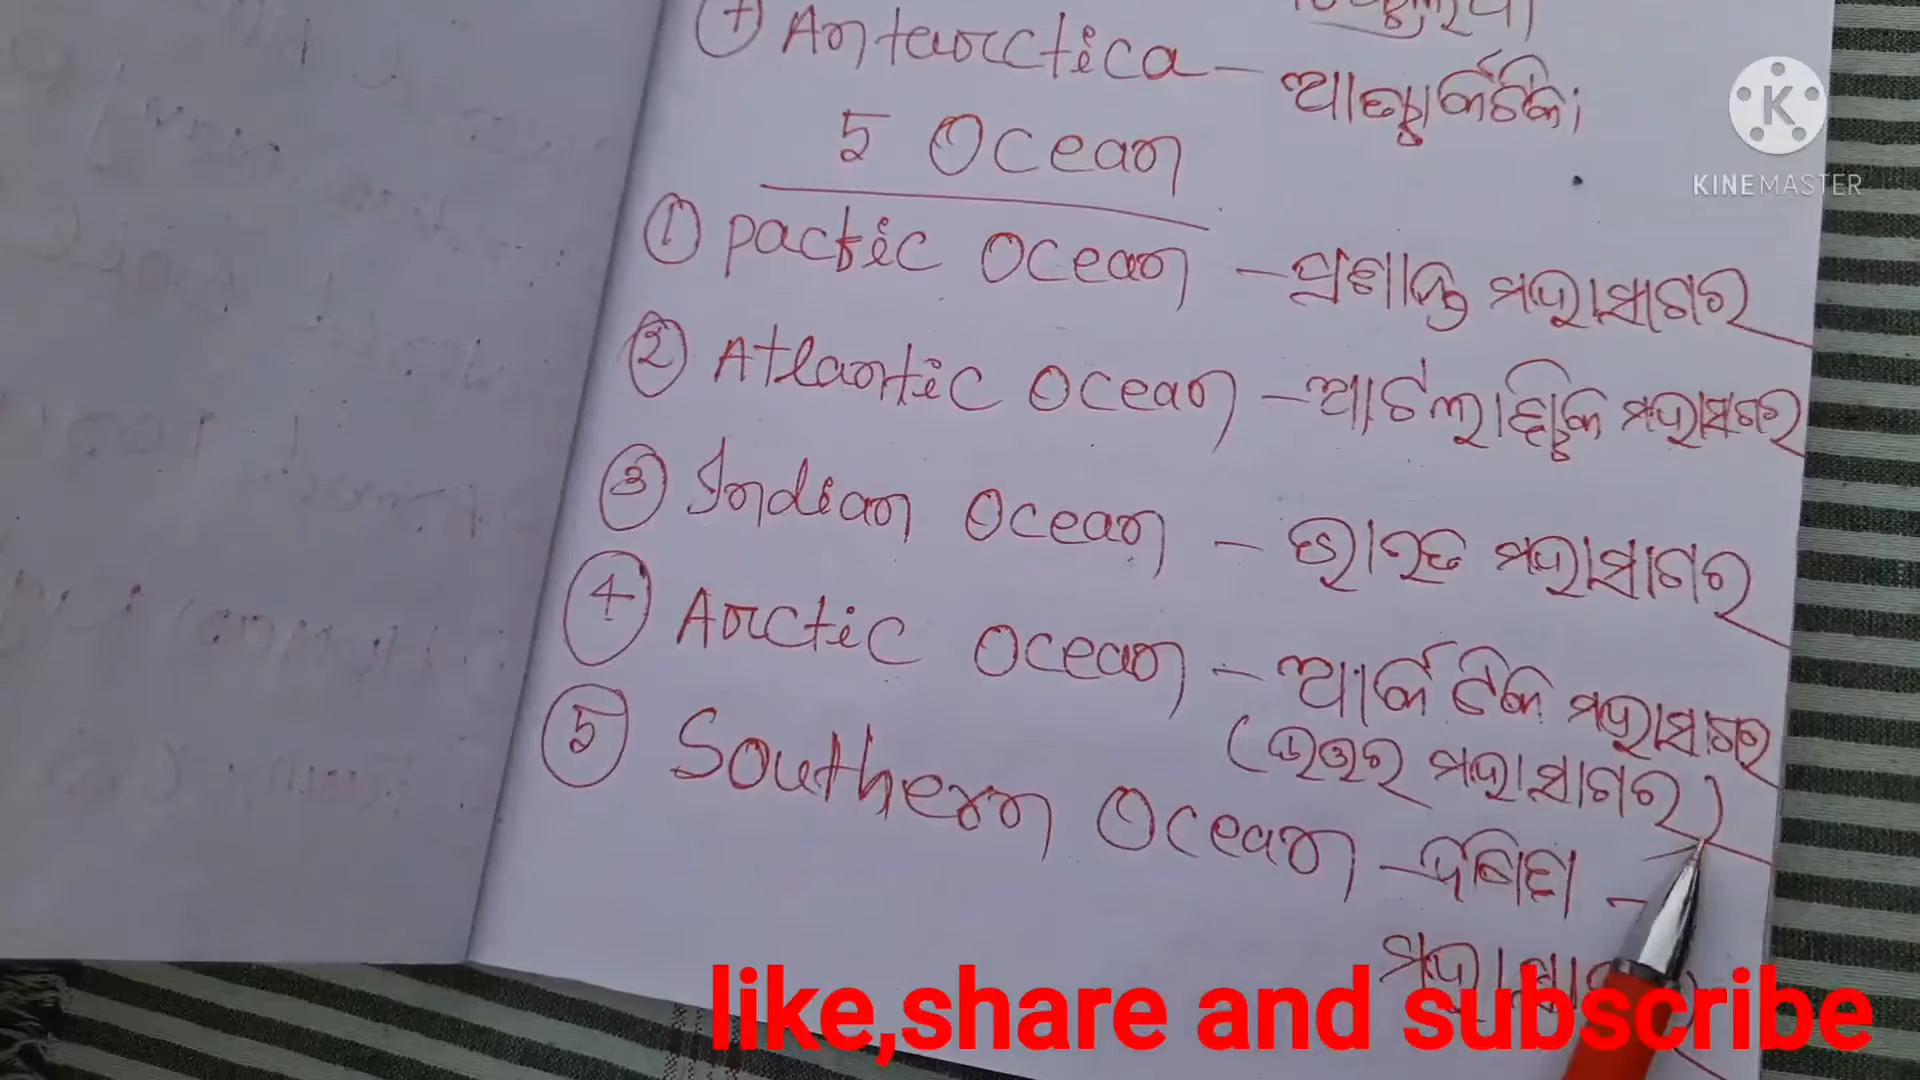 ⑦ Antarctica – ଆଣ୍ଟାର୍କଟିକା
5 Ocean
① Pacfic Ocean – ପ୍ରଶାନ୍ତ ମହାସାଗର
② Atlantic Ocean – ଆଟଲାଣ୍ଟିକ ମହାସାଗର
③ Indian Ocean – ଭାରତ ମହାସାଗର
④ Arctic Ocean – ଆର୍କଟିକ ମହାସାଗର
(ଉତ୍ତର ମହାସାଗର)
⑤ Southern Ocean – ଦକ୍ଷିଣ –
KINEMASTER
like,share and subscribe